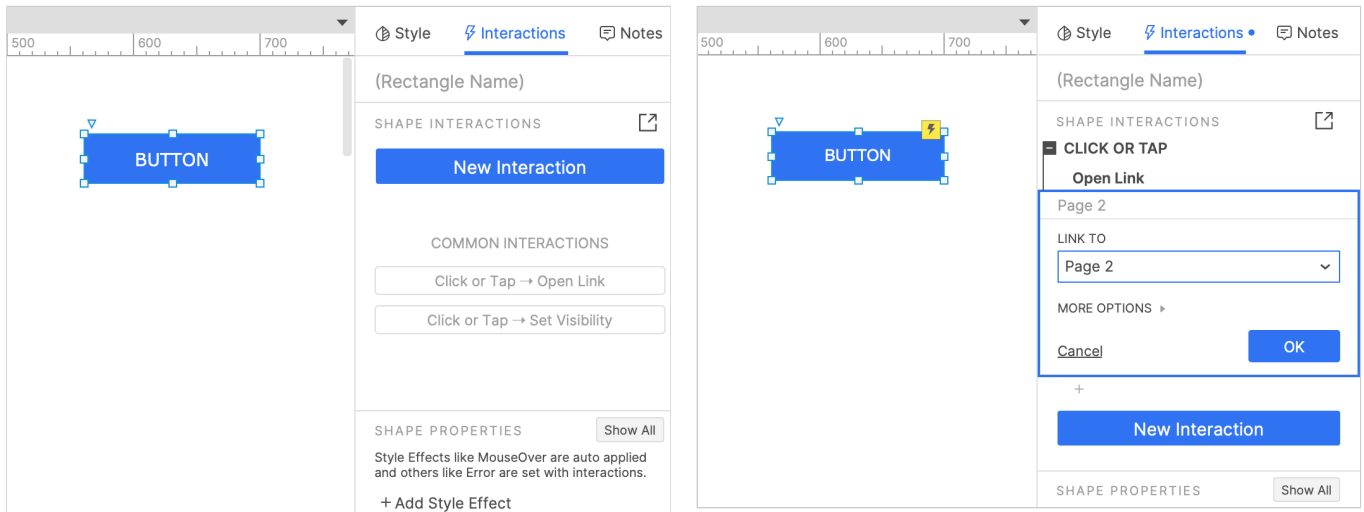 500 600 700
Style Interactions Notes
(Rectangle Name)
SHAPE INTERACTIONS
BUTTON
New Interaction
COMMON INTERACTIONS
Click or Tap → Open Link
Click or Tap → Set Visibility
SHAPE PROPERTIES Show All
Style Effects like MouseOver are auto applied
and others like Error are set with interactions.
+ Add Style Effect
500 600 700
Style Interactions • Notes
(Rectangle Name)
SHAPE INTERACTIONS
CLICK OR TAP
BUTTON
Open Link
Page 2
LINK TO
Page 2
MORE OPTIONS
Cancel OK
+
New Interaction
SHAPE PROPERTIES Show All